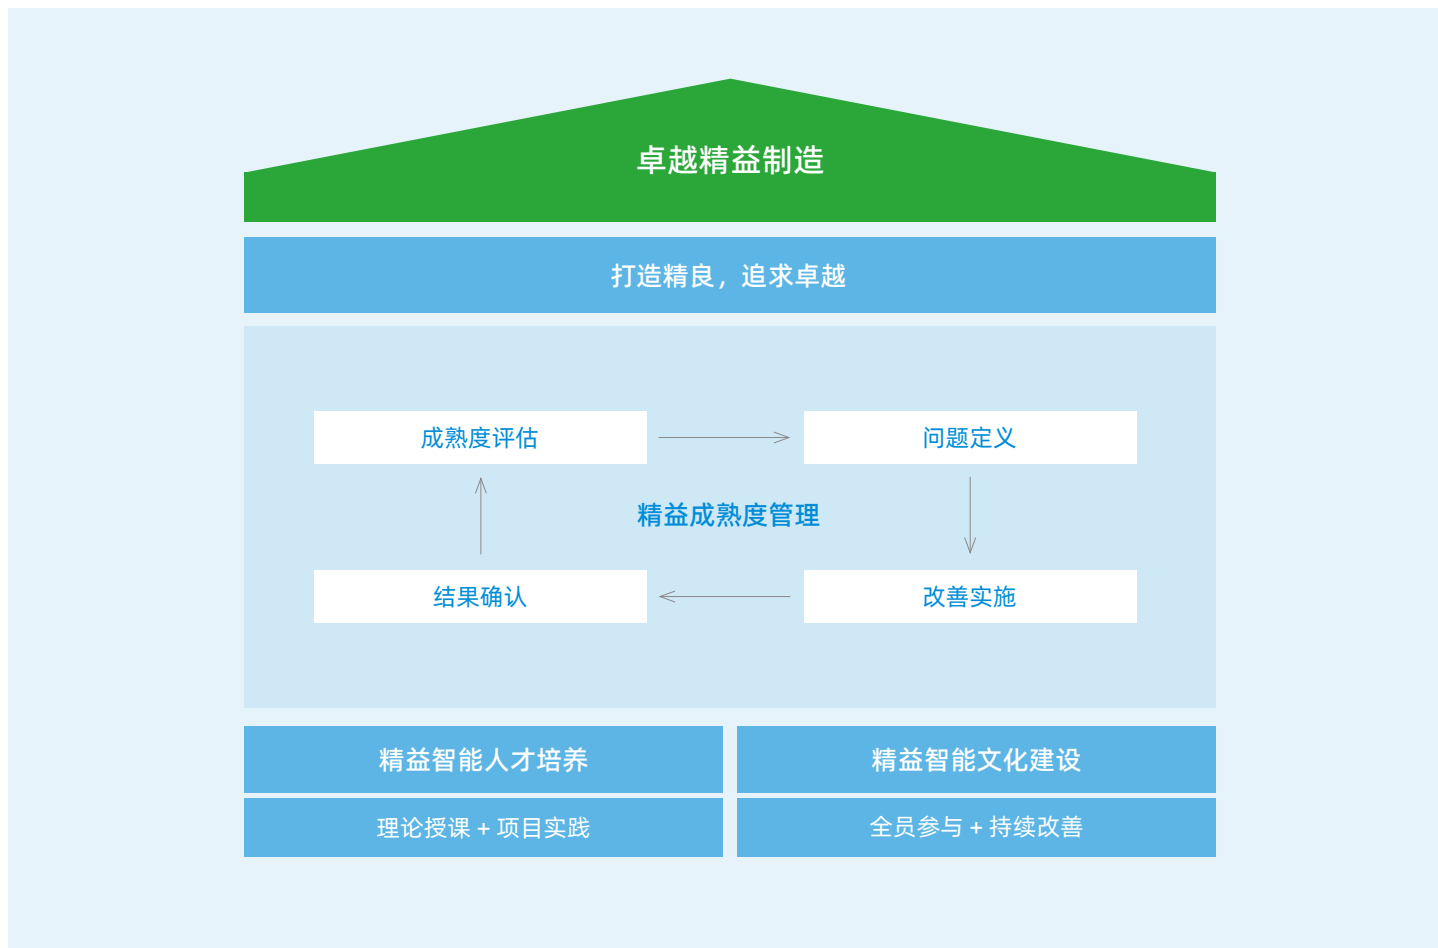 卓越精益制造
打造精良，追求卓越
成熟度评估
问题定义
精益成熟度管理
结果确认
改善实施
精益智能人才培养
精益智能文化建设
理论授课 + 项目实践
全员参与 + 持续改善